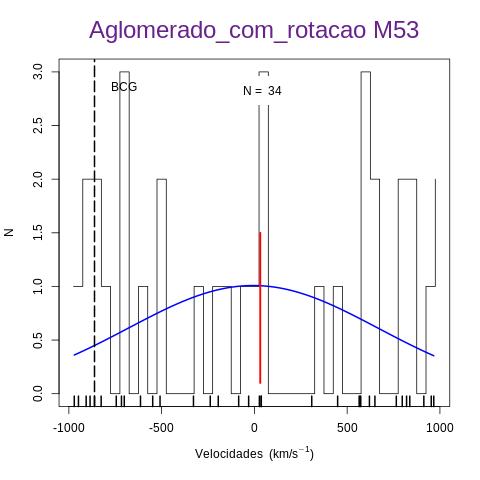 Aglomerado_com_rotacao M53
BCG
N = 34
3.0
2.5
2.0
1.5
1.0
0.5
0.0
N
-1000 -500 0 500 1000
Velocidades (km/s⁻¹)